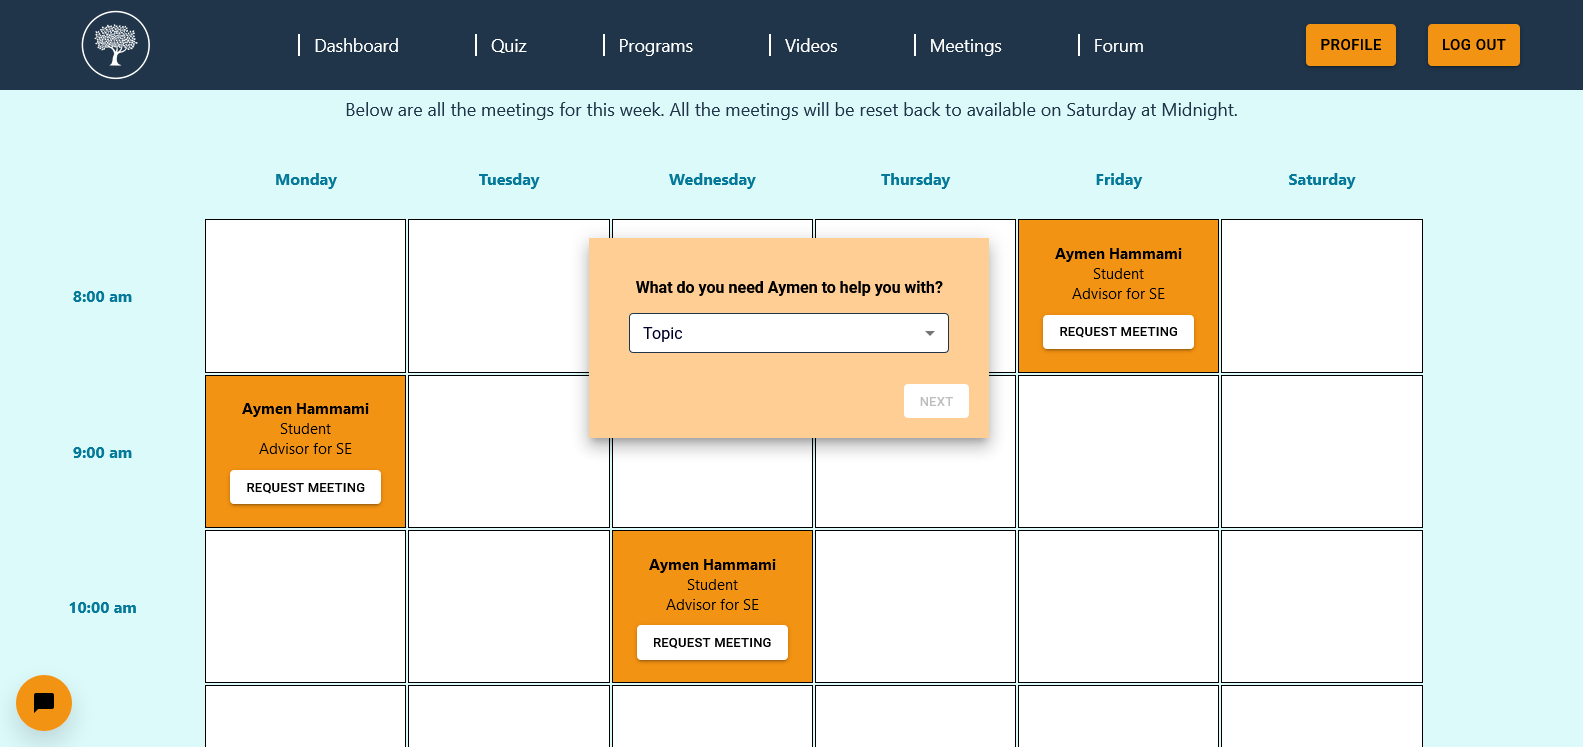 Dashboard
Quiz
Programs
Videos
Meetings
Forum
PROFILE
LOG OUT
Below are all the meetings for this week. All the meetings will be reset back to available on Saturday at Midnight.
Monday
Tuesday
Wednesday
Thursday
Friday
Saturday
8:00 am
Aymen Hammami
Student
Advisor for SE
REQUEST MEETING
What do you need Aymen to help you with?
Topic
NEXT
9:00 am
Aymen Hammami
Student
Advisor for SE
REQUEST MEETING
10:00 am
Aymen Hammami
Student
Advisor for SE
REQUEST MEETING